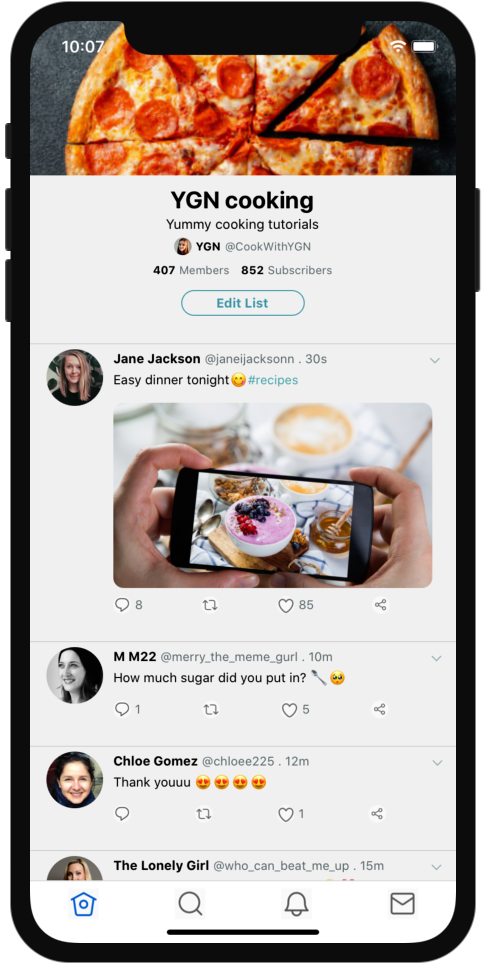 10:07
YGN cooking
Yummy cooking tutorials
YGN @CookWithYGN
407 Members 852 Subscribers
Edit List
Jane Jackson @janeijacksonn . 30s
Easy dinner tonight😋#recipes
8 85
M M22 @merry_the_meme_gurl . 10m
How much sugar did you put in? 🥄🥺
1 5
Chloe Gomez @chloee225 . 12m
Thank youuu 😍😍😍😍
1
The Lonely Girl @who_can_beat_me_up . 15m